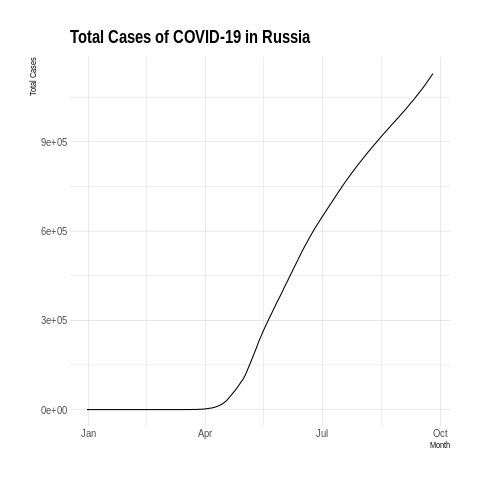 Total Cases of COVID-19 in Russia
Total Cases
9e+05
6e+05
3e+05
0e+00
Jan Apr Jul Oct
Month